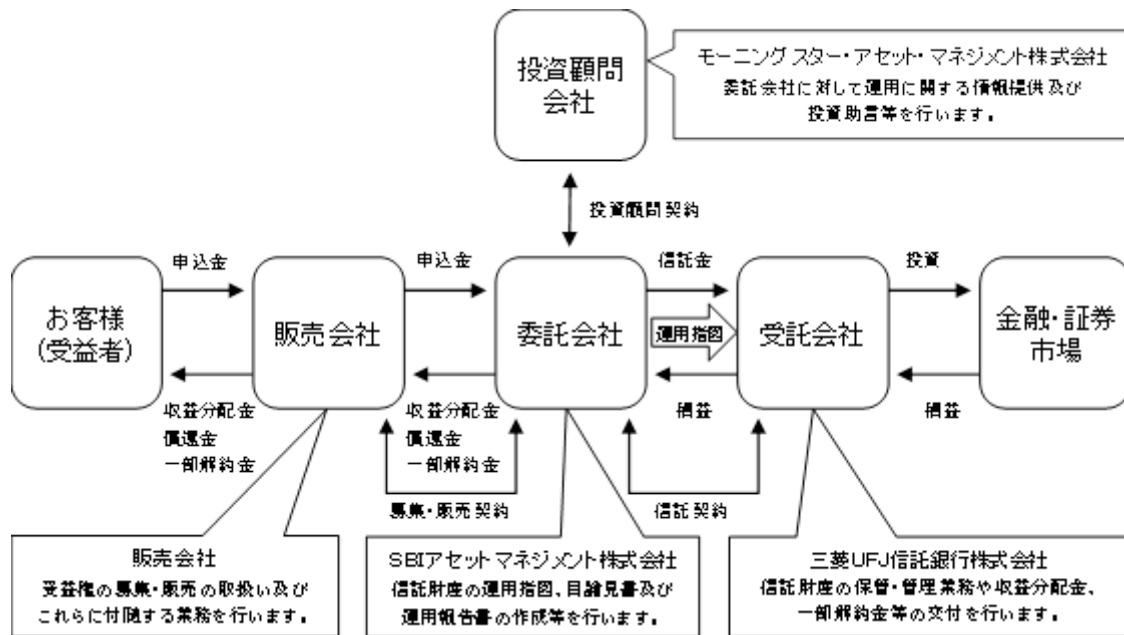 投資顧問
会社
モーニングスター・アセット・マネジメント株式会社
委託会社に対して運用に関する情報提供及び
投資助言等を行います。
投資顧問契約
申込金
申込金
信託金
投資
お客様
(受益者)
販売会社
委託会社
運用指図
受託会社
金融・証券
市場
収益分配金
償還金
一部解約金
収益分配金
償還金
一部解約金
損益
損益
募集・販売契約
信託契約
販売会社
受益権の募集・販売の取扱い及び
これらに付随する業務を行います。
SBIアセットマネジメント株式会社
信託財産の運用指図、目論見書及び
運用報告書の作成等を行います。
三菱UFJ信託銀行株式会社
信託財産の保管・管理業務や収益分配金、
一部解約金等の交付を行います。